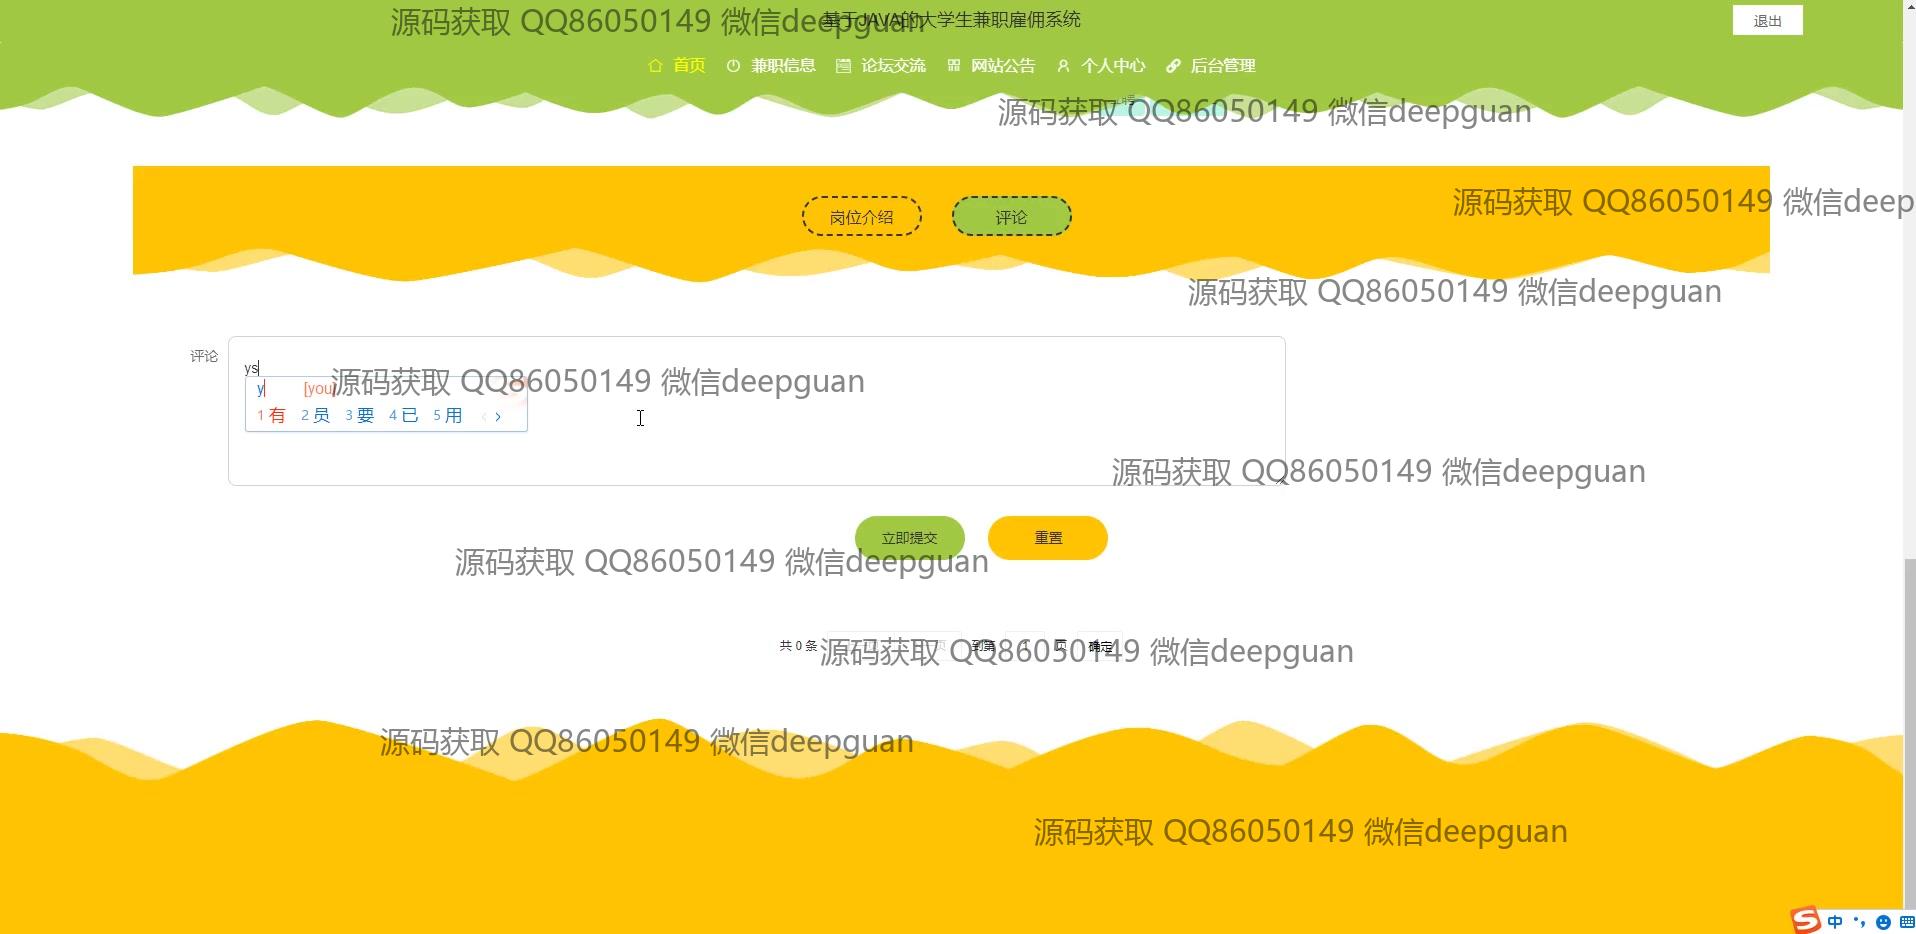 基于JAVA的大学生兼职雇佣系统
退出
源码获取 QQ86050149 微信deepguan
首页 兼职信息 论坛交流 网站公告 个人中心 后台管理
源码获取 QQ86050149 微信deepguan
岗位介绍 评论
源码获取 QQ86050149 微信deep
源码获取 QQ86050149 微信deepguan
评论
ys
y [you]
源码获取 QQ86050149 微信deepguan
1 有 2 员 3 要 4 已 5 用
源码获取 QQ86050149 微信deepguan
立即提交 重置
源码获取 QQ86050149 微信deepguan
共 0 条 到第 1 页 确定
源码获取 QQ86050149 微信deepguan
源码获取 QQ86050149 微信deepguan
源码获取 QQ86050149 微信deepguan
中